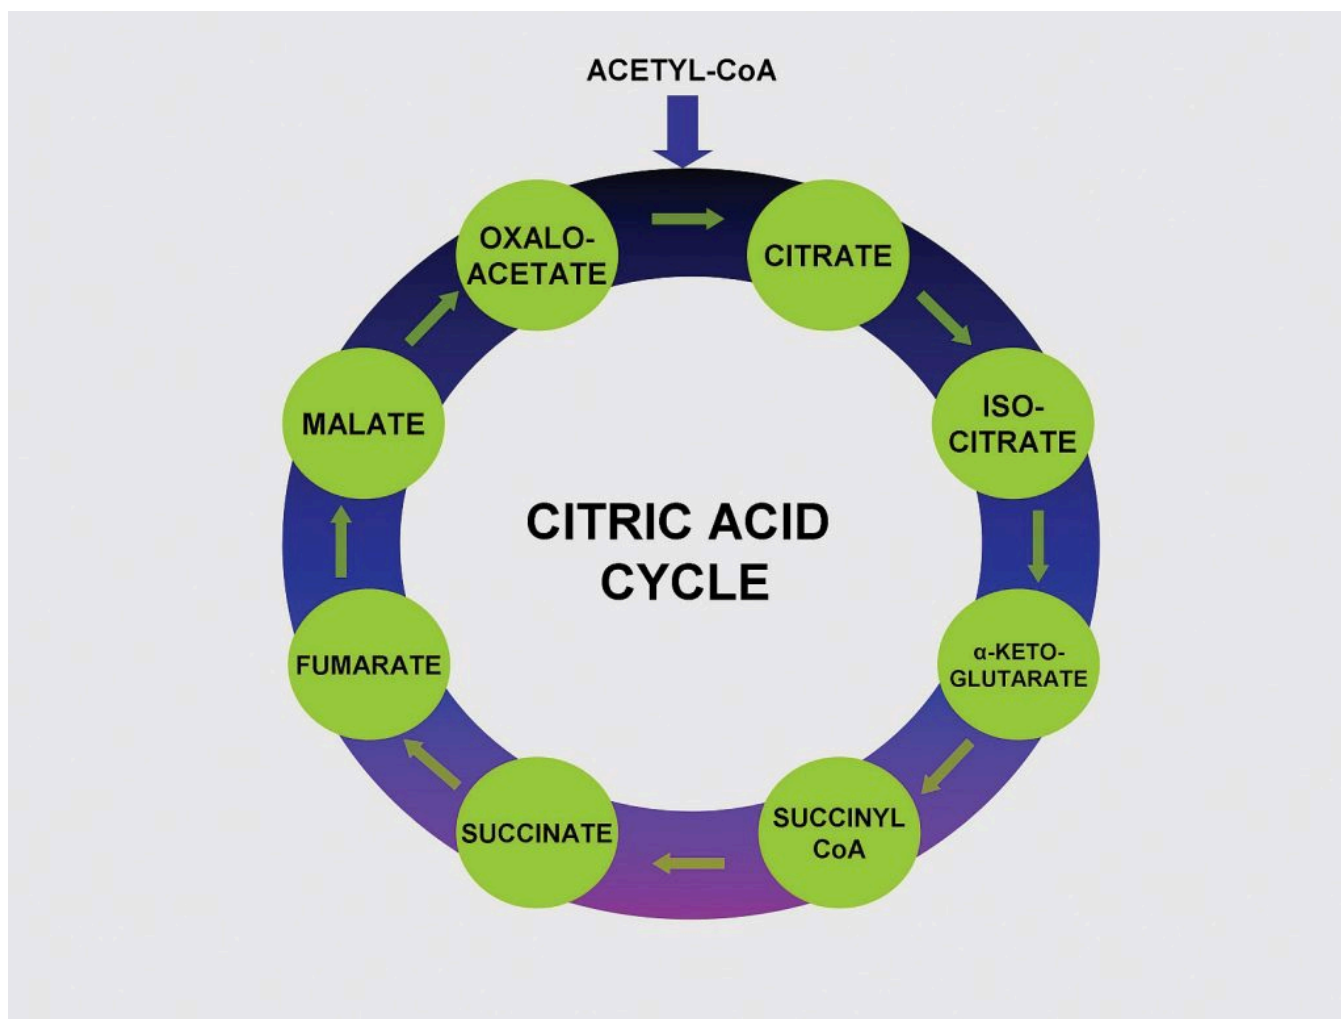 ACETYL-CoA
OXALO-
ACETATE
CITRATE
MALATE
ISO-
CITRATE
CITRIC ACID
CYCLE
FUMARATE
α-KETO-
GLUTARATE
SUCCINATE
SUCCINYL
CoA